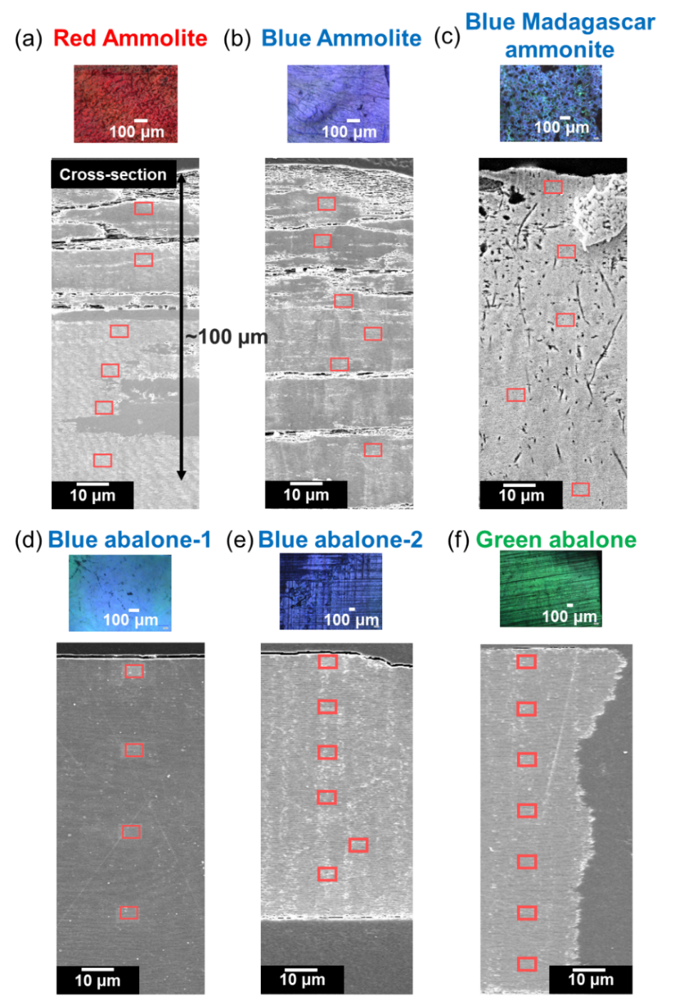 (a) Red Ammolite
(b) Blue Ammolite
(c) Blue Madagascar
ammonite
100 µm
100 µm
100 µm
Cross-section
~100 µm
10 µm
10 µm
10 µm
(d) Blue abalone-1
(e) Blue abalone-2
(f) Green abalone
100 µm
100 µm
100 µm
10 µm
10 µm
10 µm